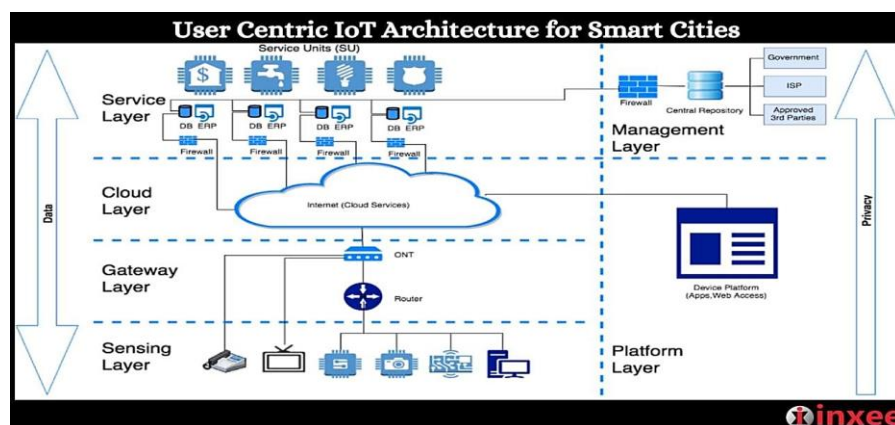 User Centric IoT Architecture for Smart Cities
Service Units (SU)
Service
Layer
DB ERP
DB ERP
DB ERP
DB ERP
Firewall
Firewall
Firewall
Firewall
Firewall
Central Repository
Government
ISP
Approved
3rd Parties
Management
Layer
Cloud
Layer
Internet (Cloud Services)
Data
Privacy
Gateway
Layer
ONT
Router
Device Platform
(Apps,Web Access)
Sensing
Layer
Platform
Layer
inxee